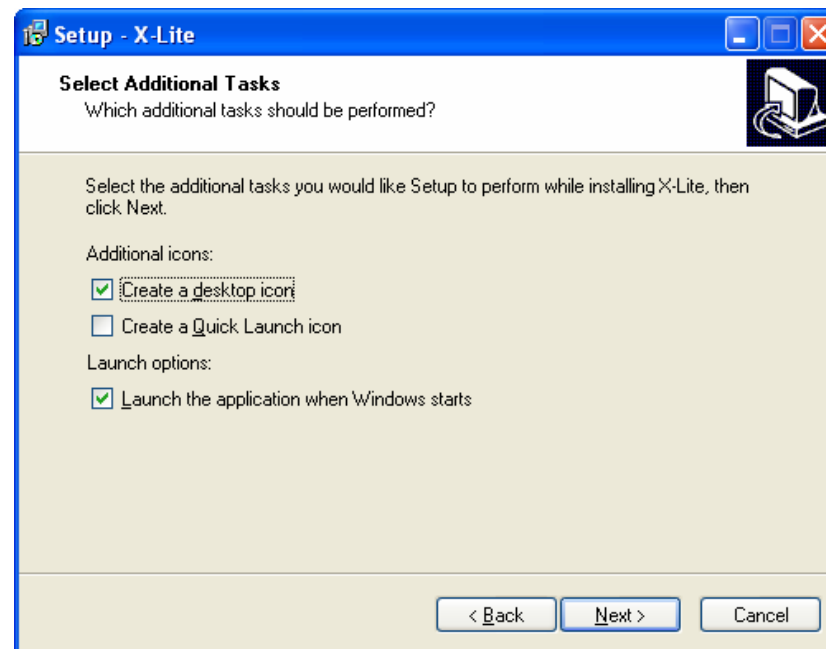 Setup - X-Lite
Select Additional Tasks
Which additional tasks should be performed?
Select the additional tasks you would like Setup to perform while installing X-Lite, then
click Next.
Additional icons:
Create a desktop icon
Create a Quick Launch icon
Launch options:
Launch the application when Windows starts
< Back Next > Cancel